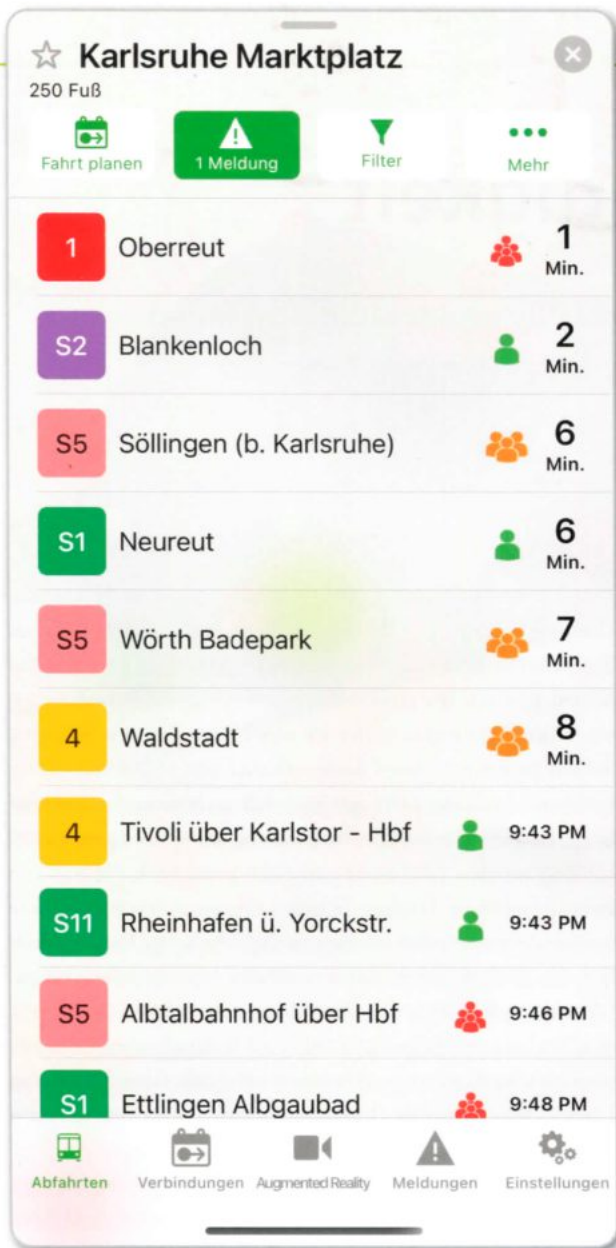 Karlsruhe Marktplatz
250 Fuß
Fahrt planen
1 Meldung
Filter
Mehr
1 Oberreut 1 Min.
S2 Blankenloch 2 Min.
S5 Söllingen (b. Karlsruhe) 6 Min.
S1 Neureut 6 Min.
S5 Wörth Badepark 7 Min.
4 Waldstadt 8 Min.
4 Tivoli über Karlstor - Hbf 9:43 PM
S11 Rheinhafen ü. Yorckstr. 9:43 PM
S5 Albtalbahnhof über Hbf 9:46 PM
S1 Ettlingen Albgaubad 9:48 PM
Abfahrten
Verbindungen
Augmented Reality
Meldungen
Einstellungen